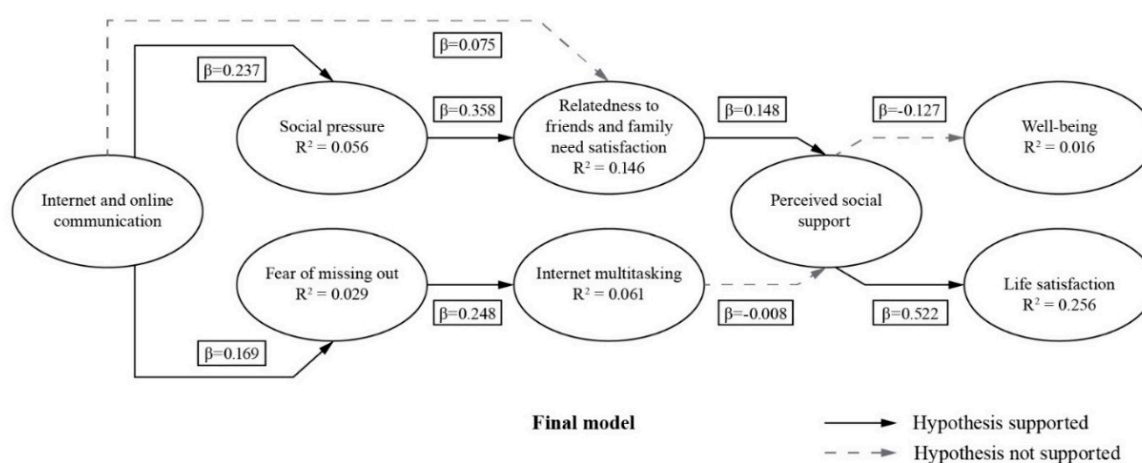 β=0.075
β=0.237
Social pressure
R² = 0.056
β=0.358
Relatedness to
friends and family
need satisfaction
R² = 0.146
β=0.148
β=-0.127
Well-being
R² = 0.016
Internet and online
communication
Perceived social
support
Fear of missing out
R² = 0.029
β=0.248
Internet multitasking
R² = 0.061
β=-0.008
β=0.522
Life satisfaction
R² = 0.256
β=0.169
Final model
Hypothesis supported
Hypothesis not supported